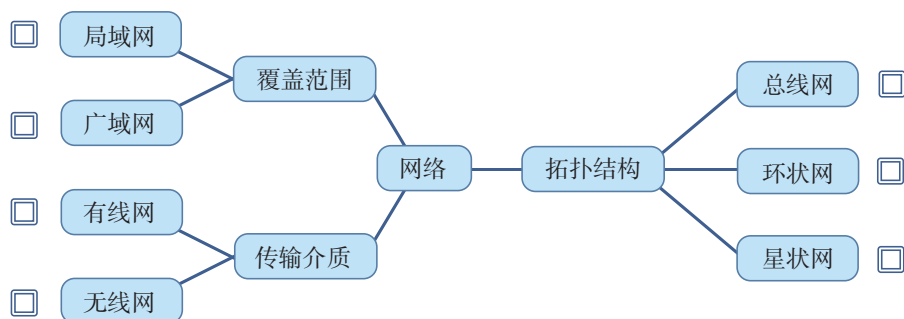 局域网
覆盖范围
广域网
有线网
传输介质
无线网
网络
拓扑结构
总线网
环状网
星状网